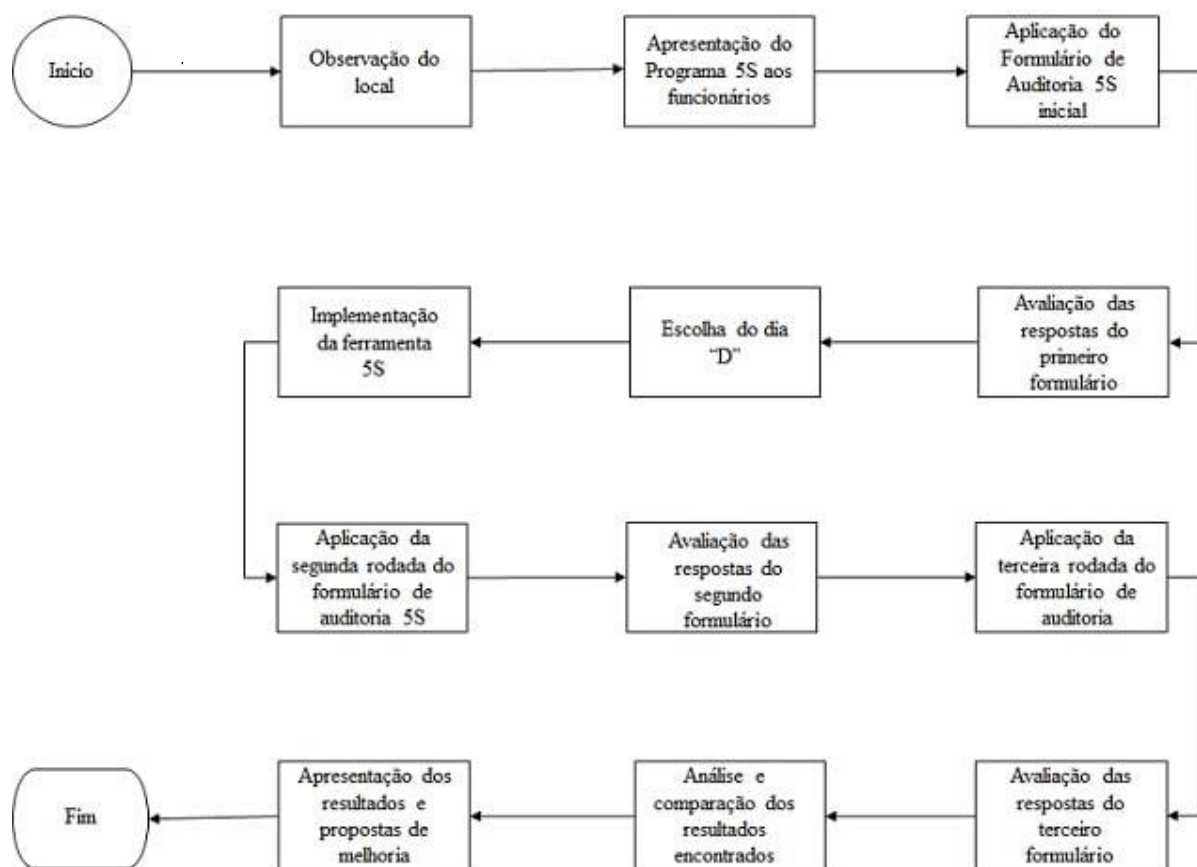 Inicio
Observação do
local
Apresentação do
Programa 5S aos
funcionários
Aplicação do
Formulário de
Auditoria 5S
inicial
Avaliação das
respostas do
primeiro
formulário
Escolha do dia
“D”
Implementação
da ferramenta
5S
Aplicação da
segunda rodada do
formulário de
auditoria 5S
Avaliação das
respostas do
segundo
formulário
Aplicação da
terceira rodada do
formulário de
auditoria
Avaliação das
respostas do
terceiro
formulário
Análise e
comparação dos
resultados
encontrados
Apresentação dos
resultados e
propostas de
melhoria
Fim